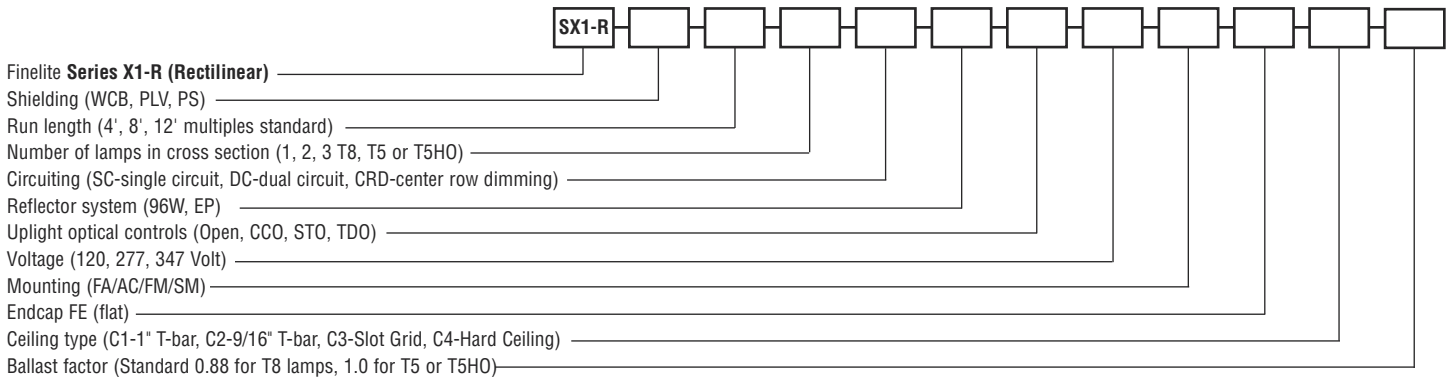 SX1-R
Finelite Series X1-R (Rectilinear)
Shielding (WCB, PLV, PS)
Run length (4', 8', 12' multiples standard)
Number of lamps in cross section (1, 2, 3 T8, T5 or T5HO)
Circuiting (SC-single circuit, DC-dual circuit, CRD-center row dimming)
Reflector system (96W, EP)
Uplight optical controls (Open, CCO, STO, TDO)
Voltage (120, 277, 347 Volt)
Mounting (FA/AC/FM/SM)
Endcap FE (flat)
Ceiling type (C1-1" T-bar, C2-9/16" T-bar, C3-Slot Grid, C4-Hard Ceiling)
Ballast factor (Standard 0.88 for T8 lamps, 1.0 for T5 or T5HO)